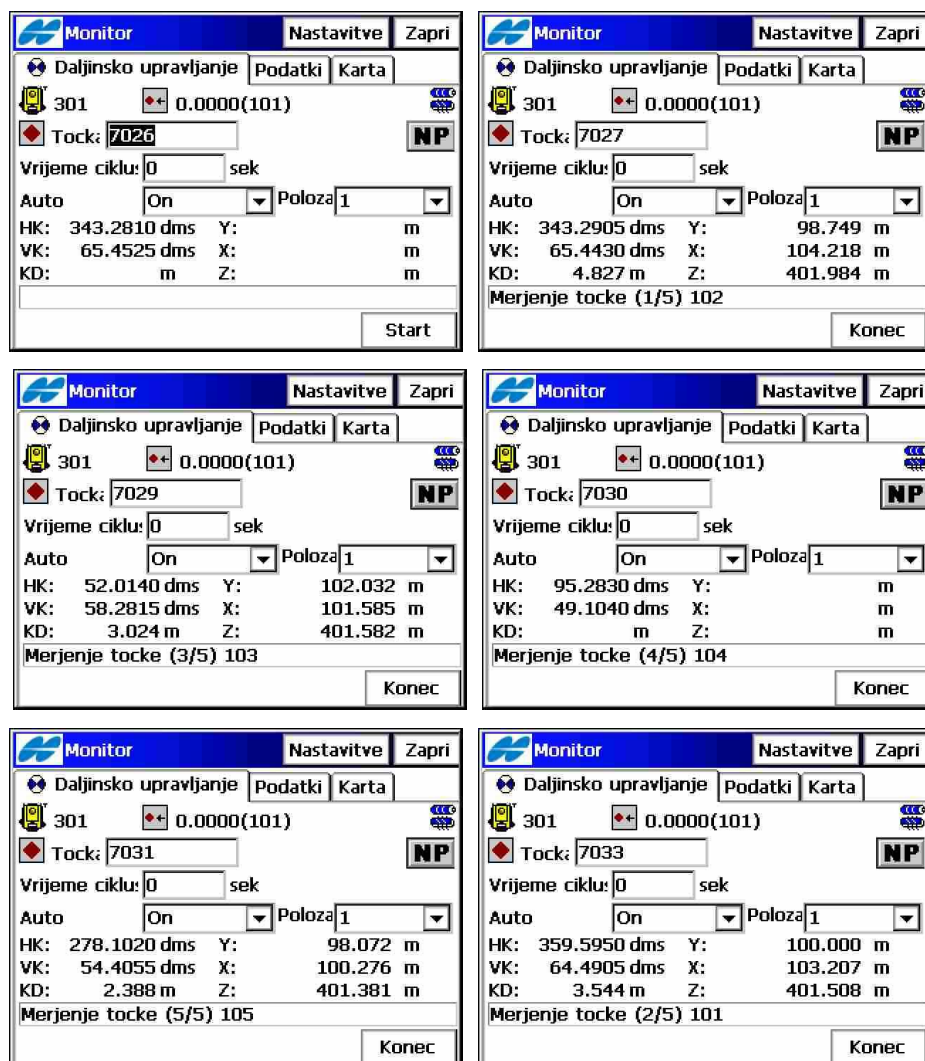 Monitor Nastavitve Zapri
Daljinsko upravljanje Podatki Karta
301 0.0000(101)
Tocka 7026 NP
Vrijeme ciklus 0 sek
Auto On Poloza 1
HK: 343.2810 dms Y: m
VK: 65.4525 dms X: m
KD: m Z: m
Start
Monitor Nastavitve Zapri
Daljinsko upravljanje Podatki Karta
301 0.0000(101)
Tocka 7027 NP
Vrijeme ciklus 0 sek
Auto On Poloza 1
HK: 343.2905 dms Y: 98.749 m
VK: 65.4430 dms X: 104.218 m
KD: 4.827 m Z: 401.984 m
Merjenje tocke (1/5) 102
Konec
Monitor Nastavitve Zapri
Daljinsko upravljanje Podatki Karta
301 0.0000(101)
Tocka 7029 NP
Vrijeme ciklus 0 sek
Auto On Poloza 1
HK: 52.0140 dms Y: 102.032 m
VK: 58.2815 dms X: 101.585 m
KD: 3.024 m Z: 401.582 m
Merjenje tocke (3/5) 103
Konec
Monitor Nastavitve Zapri
Daljinsko upravljanje Podatki Karta
301 0.0000(101)
Tocka 7030 NP
Vrijeme ciklus 0 sek
Auto On Poloza 1
HK: 95.2830 dms Y: m
VK: 49.1040 dms X: m
KD: m Z: m
Merjenje tocke (4/5) 104
Konec
Monitor Nastavitve Zapri
Daljinsko upravljanje Podatki Karta
301 0.0000(101)
Tocka 7031 NP
Vrijeme ciklus 0 sek
Auto On Poloza 1
HK: 278.1020 dms Y: 98.072 m
VK: 54.4055 dms X: 100.276 m
KD: 2.388 m Z: 401.381 m
Merjenje tocke (5/5) 105
Konec
Monitor Nastavitve Zapri
Daljinsko upravljanje Podatki Karta
301 0.0000(101)
Tocka 7033 NP
Vrijeme ciklus 0 sek
Auto On Poloza 1
HK: 359.5950 dms Y: 100.000 m
VK: 64.4905 dms X: 103.207 m
KD: 3.544 m Z: 401.508 m
Merjenje tocke (2/5) 101
Konec